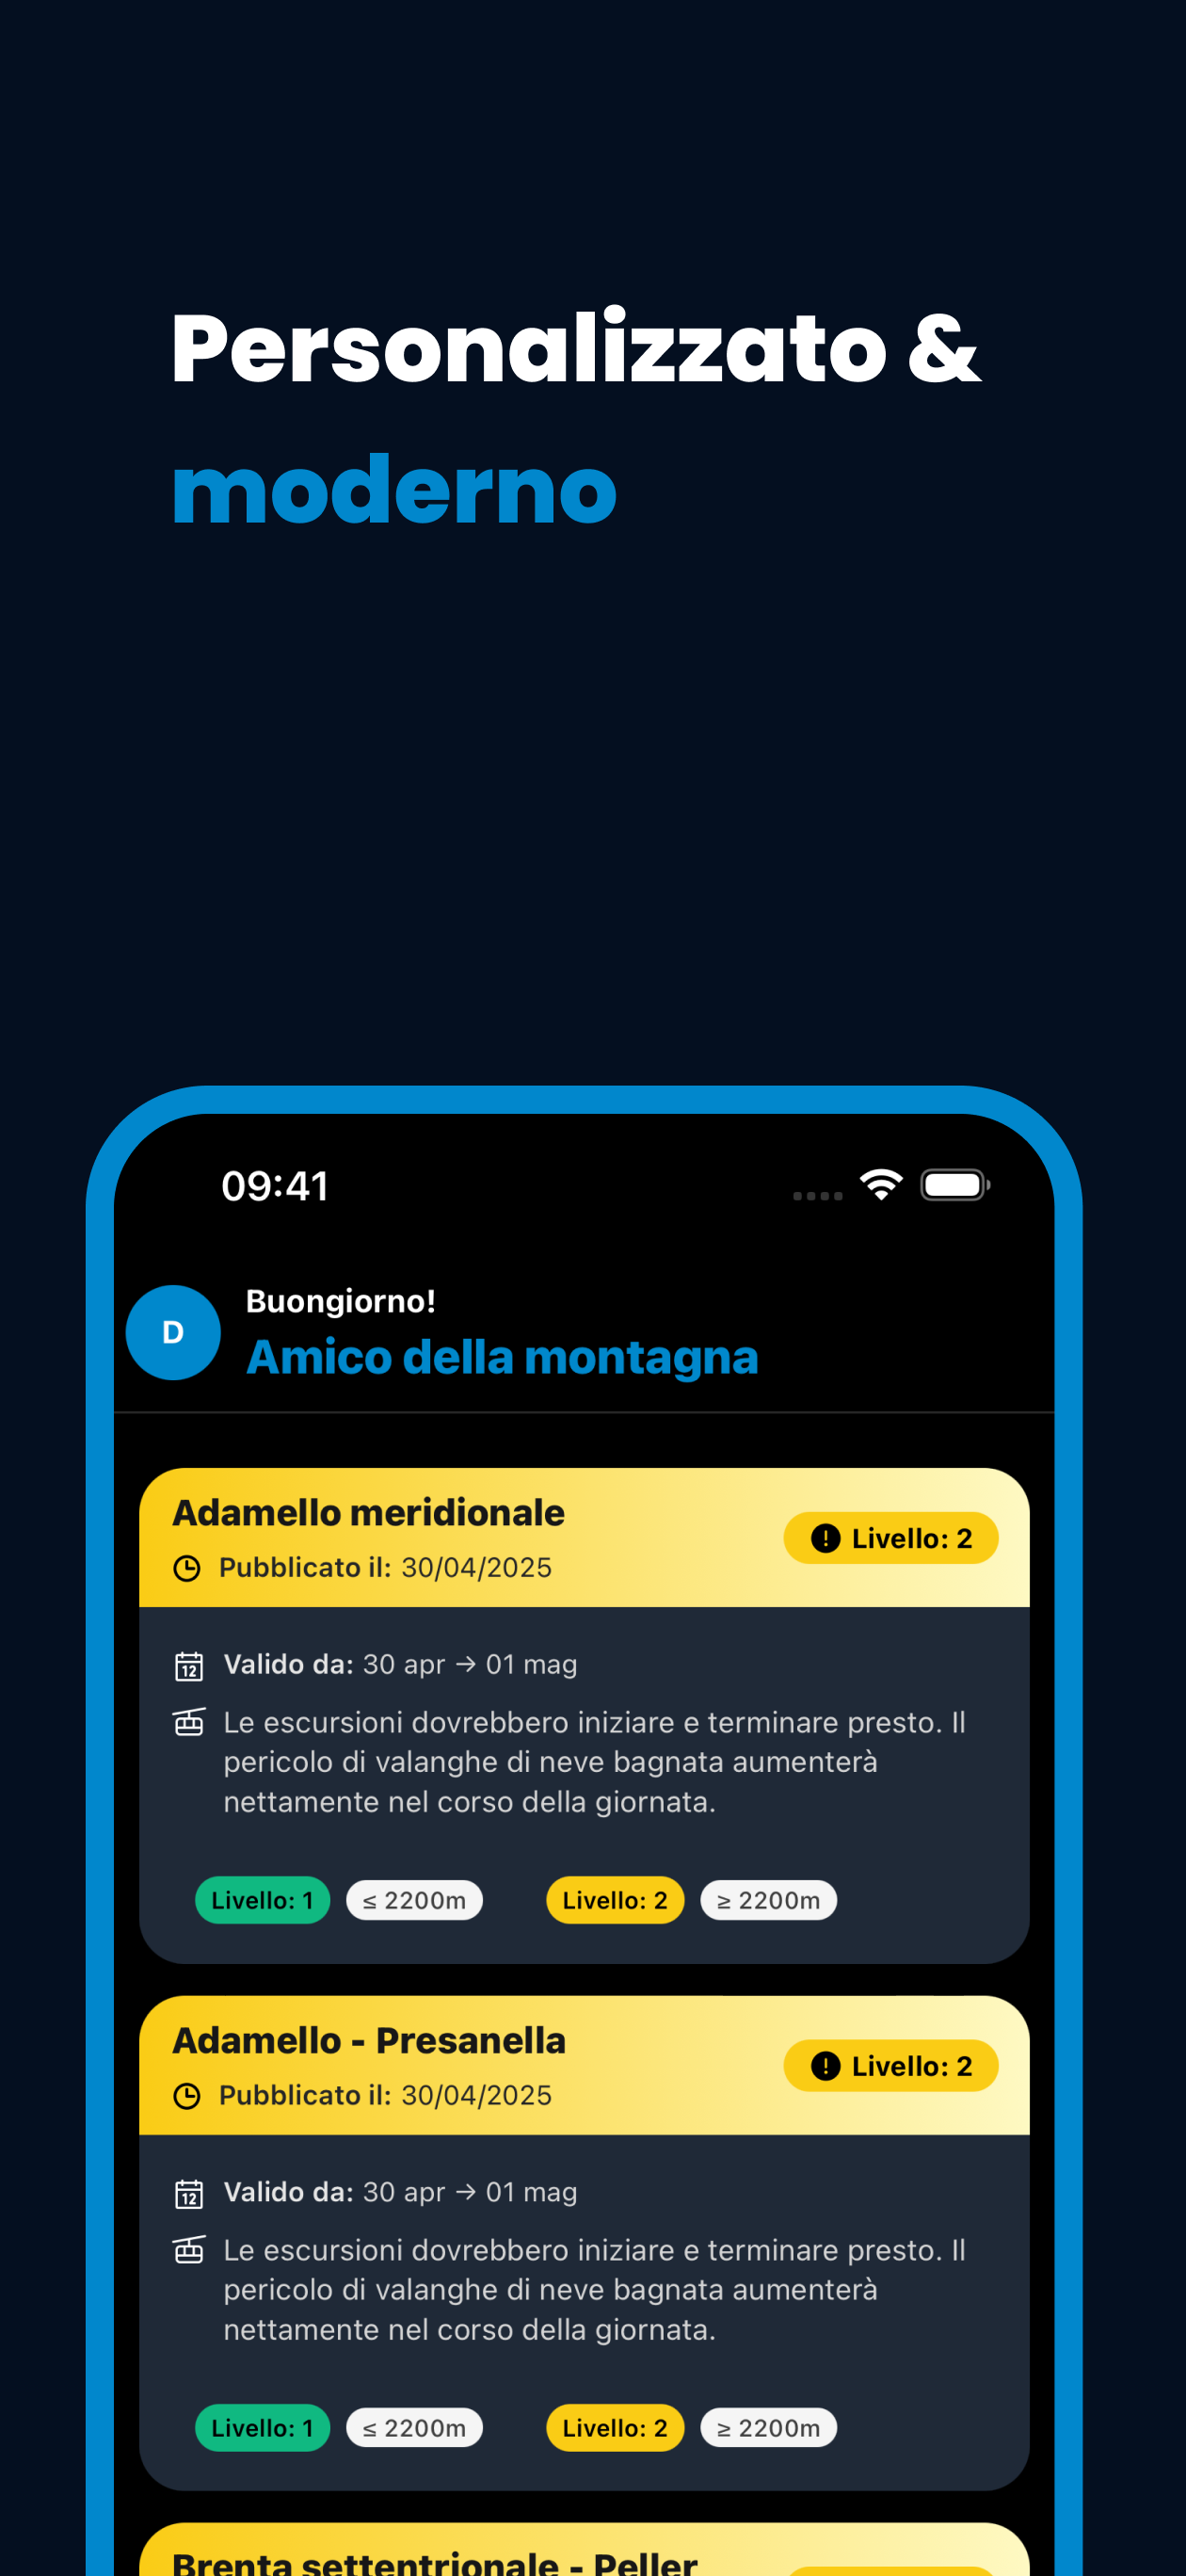 Personalizzato &
moderno
09:41
D
Buongiorno!
Amico della montagna
Adamello meridionale
Pubblicato il: 30/04/2025
Livello: 2
12 Valido da: 30 apr → 01 mag
Le escursioni dovrebbero iniziare e terminare presto. Il
pericolo di valanghe di neve bagnata aumenterà
nettamente nel corso della giornata.
Livello: 1 ≤ 2200m Livello: 2 ≥ 2200m
Adamello - Presanella
Pubblicato il: 30/04/2025
Livello: 2
12 Valido da: 30 apr → 01 mag
Le escursioni dovrebbero iniziare e terminare presto. Il
pericolo di valanghe di neve bagnata aumenterà
nettamente nel corso della giornata.
Livello: 1 ≤ 2200m Livello: 2 ≥ 2200m
Brenta settentrionale - Peller